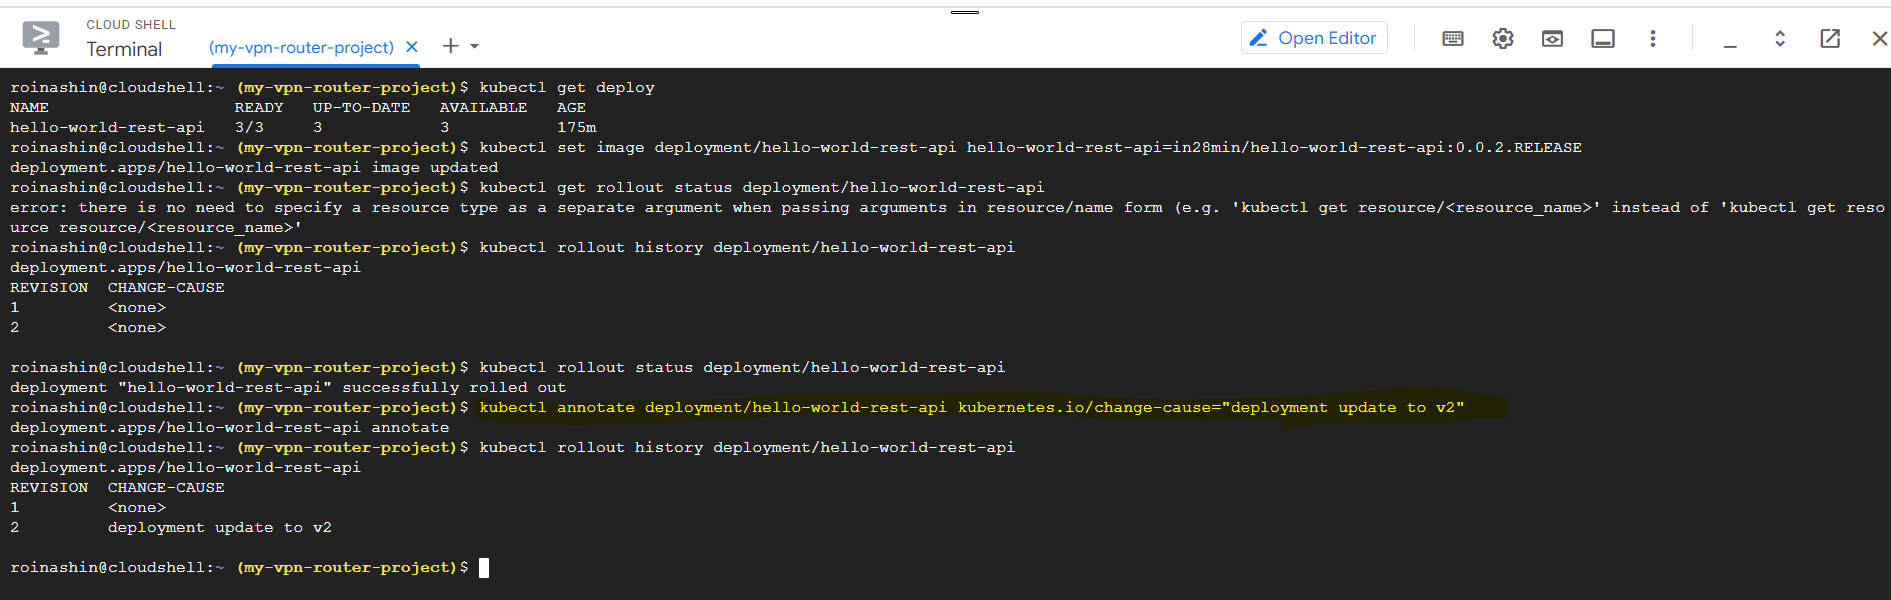 CLOUD SHELL
Terminal
(my-vpn-router-project)
Open Editor
roinashin@cloudshell:~ (my-vpn-router-project)$ kubectl get deploy
NAME                   READY   UP-TO-DATE   AVAILABLE   AGE
hello-world-rest-api   3/3     3            3           175m
roinashin@cloudshell:~ (my-vpn-router-project)$ kubectl set image deployment/hello-world-rest-api hello-world-rest-api=in28min/hello-world-rest-api:0.0.2.RELEASE
deployment.apps/hello-world-rest-api image updated
roinashin@cloudshell:~ (my-vpn-router-project)$ kubectl get rollout status deployment/hello-world-rest-api
error: there is no need to specify a resource type as a separate argument when passing arguments in resource/name form (e.g. 'kubectl get resource/<resource_name>' instead of 'kubectl get reso
urce resource/<resource_name>'
roinashin@cloudshell:~ (my-vpn-router-project)$ kubectl rollout history deployment/hello-world-rest-api
deployment.apps/hello-world-rest-api
REVISION  CHANGE-CAUSE
1         <none>
2         <none>
roinashin@cloudshell:~ (my-vpn-router-project)$ kubectl rollout status deployment/hello-world-rest-api
deployment "hello-world-rest-api" successfully rolled out
roinashin@cloudshell:~ (my-vpn-router-project)$ kubectl annotate deployment/hello-world-rest-api kubernetes.io/change-cause="deployment update to v2"
deployment.apps/hello-world-rest-api annotate
roinashin@cloudshell:~ (my-vpn-router-project)$ kubectl rollout history deployment/hello-world-rest-api
deployment.apps/hello-world-rest-api
REVISION  CHANGE-CAUSE
1         <none>
2         deployment update to v2
roinashin@cloudshell:~ (my-vpn-router-project)$